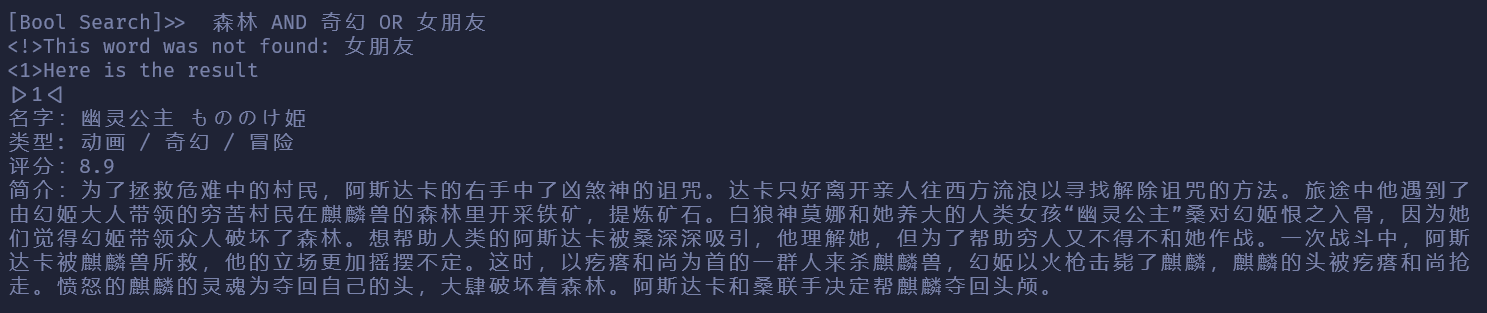 [Bool Search]>>  森林 AND 奇幻 OR 女朋友
<!>This word was not found: 女朋友
<1>Here is the result
▷1◁
名字: 幽灵公主 もののけ姫
类型: 动画 / 奇幻 / 冒险
评分: 8.9
简介: 为了拯救危难中的村民，阿斯达卡的右手中了凶煞神的诅咒。达卡只好离开亲人往西方流浪以寻找解除诅咒的方法。旅途中他遇到了
由幻姬大人带领的穷苦村民在麒麟兽的森林里开采铁矿，提炼矿石。白狼神莫娜和她养大的人类女孩“幽灵公主”桑对幻姬恨之入骨，因为她
们觉得幻姬带领众人破坏了森林。想帮助人类的阿斯达卡被桑深深吸引，他理解她，但为了帮助穷人又不得不和她作战。一次战斗中，阿斯
达卡被麒麟兽所救，他的立场更加摇摆不定。这时，以疙瘩和尚为首的一群人来杀麒麟兽，幻姬以火枪击毙了麒麟，麒麟的头被疙瘩和尚抢
走。愤怒的麒麟的灵魂为夺回自己的头，大肆破坏着森林。阿斯达卡和桑联手决定帮麒麟夺回头颅。